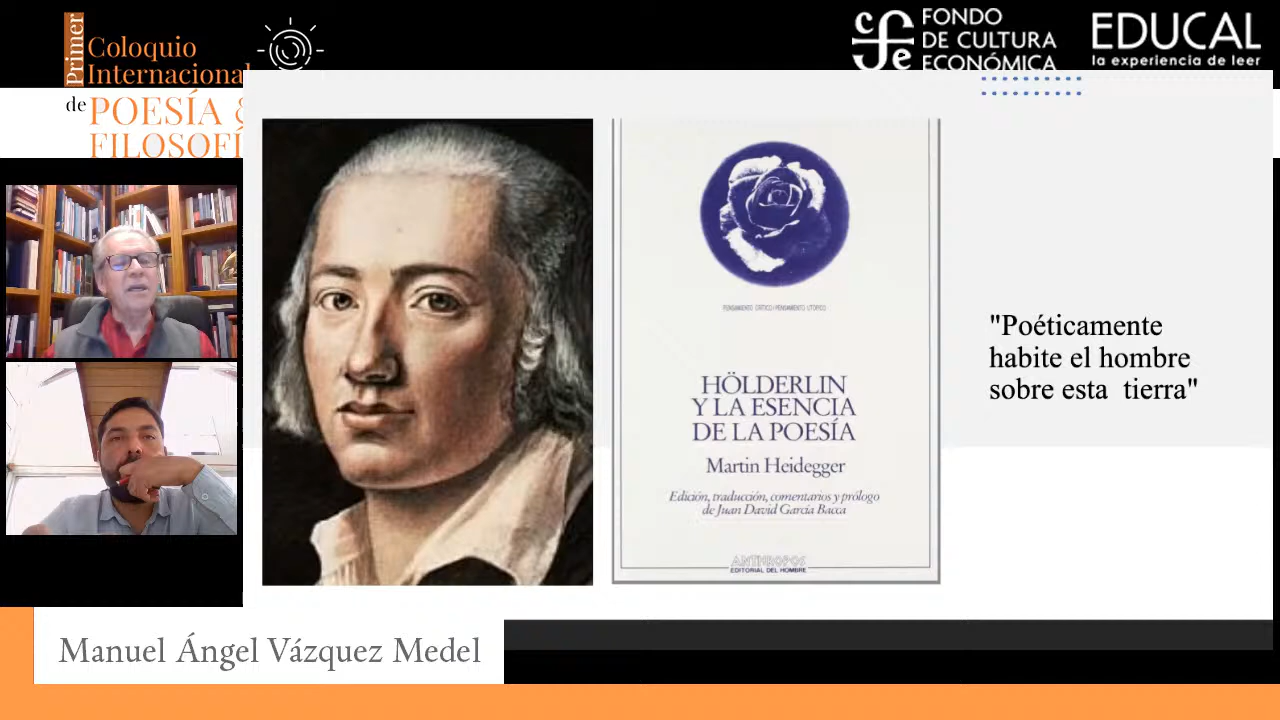 Primer
Coloquio
Internacional
de POESÍA &
FILOSOFÍ
FONDO
DE CULTURA
ECONÓMICA
EDUCAL
la experiencia de leer
PENSAMIENTO CRÍTICO / PENSAMIENTO UTÓPICO
HÖLDERLIN
Y LA ESENCIA
DE LA POESÍA
Martin Heidegger
Edición, traducción, comentarios y prólogo
de Juan David García Bacca
ANTHROPOS
EDITORIAL DEL HOMBRE
"Poéticamente
habite el hombre
sobre esta tierra"
Manuel Ángel Vázquez Medel